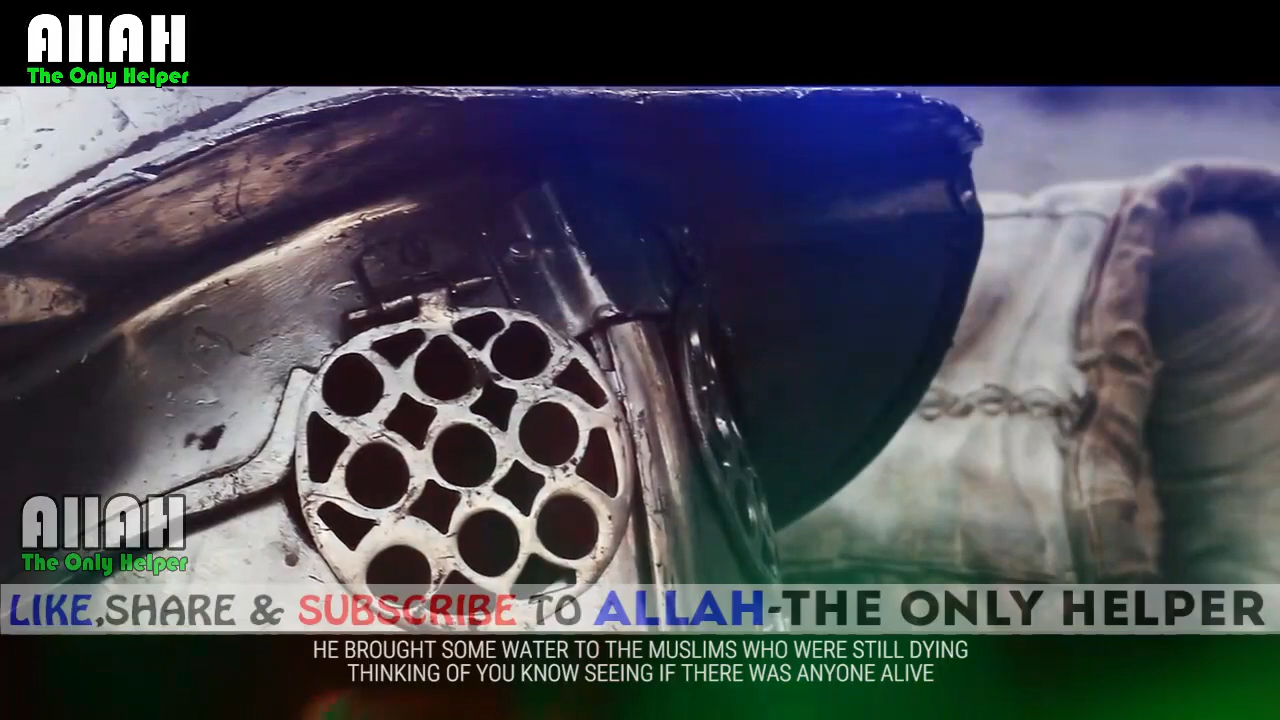 AllAH
The Only Helper
AllAH
The Only Helper
LIKE,SHARE & SUBSCRIBE TO ALLAH-THE ONLY HELPER
HE BROUGHT SOME WATER TO THE MUSLIMS WHO WERE STILL DYING
THINKING OF YOU KNOW SEEING IF THERE WAS ANYONE ALIVE